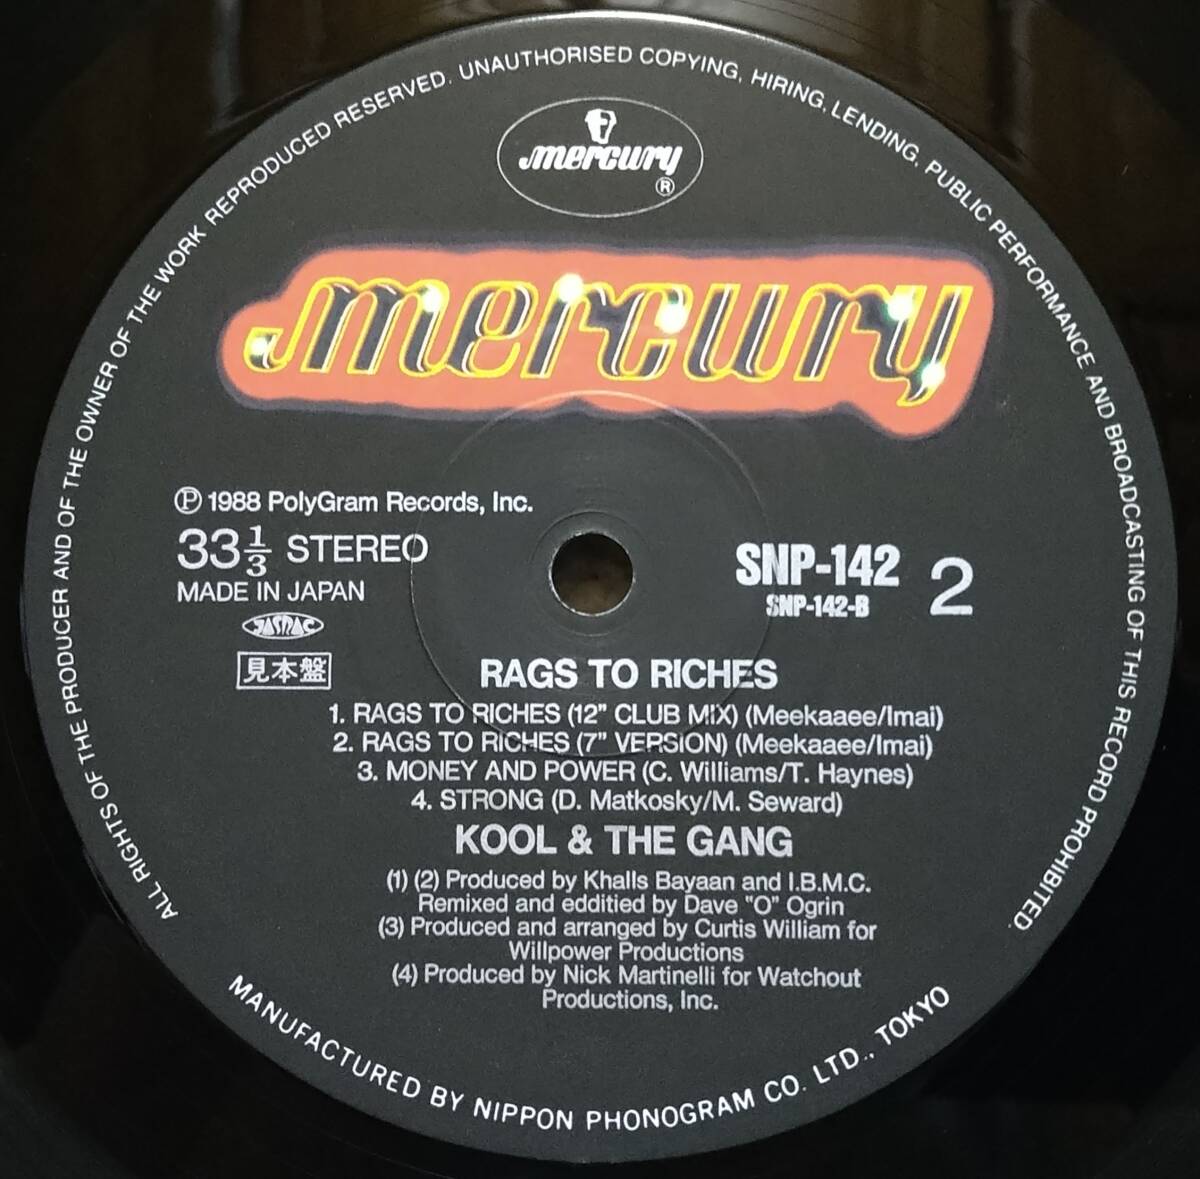 ALL RIGHTS OF THE PRODUCER AND OF THE OWNER OF THE WORK REPRODUCED RESERVED. UNAUTHORISED COPYING, HIRING, LENDING, PUBLIC PERFORMANCE AND BROADCASTING OF THIS RECORD PROHIBITED.
mercury
®
mercury
Ⓟ 1988 PolyGram Records, Inc.
33 1/3 STEREO
MADE IN JAPAN
JASRAC
見本盤
SNP-142 2
SNP-142-B
RAGS TO RICHES
1. RAGS TO RICHES (12” CLUB MIX) (Meekaaee/Imai)
2. RAGS TO RICHES (7” VERSION) (Meekaaee/Imai)
3. MONEY AND POWER (C. Williams/T. Haynes)
4. STRONG (D. Matkosky/M. Seward)
KOOL & THE GANG
(1) (2) Produced by Khalls Bayaan and I.B.M.C.
Remixed and edditied by Dave "O" Ogrin
(3) Produced and arranged by Curtis William for
Willpower Productions
(4) Produced by Nick Martinelli for Watchout
Productions, Inc.
MANUFACTURED BY NIPPON PHONOGRAM CO. LTD., TOKYO